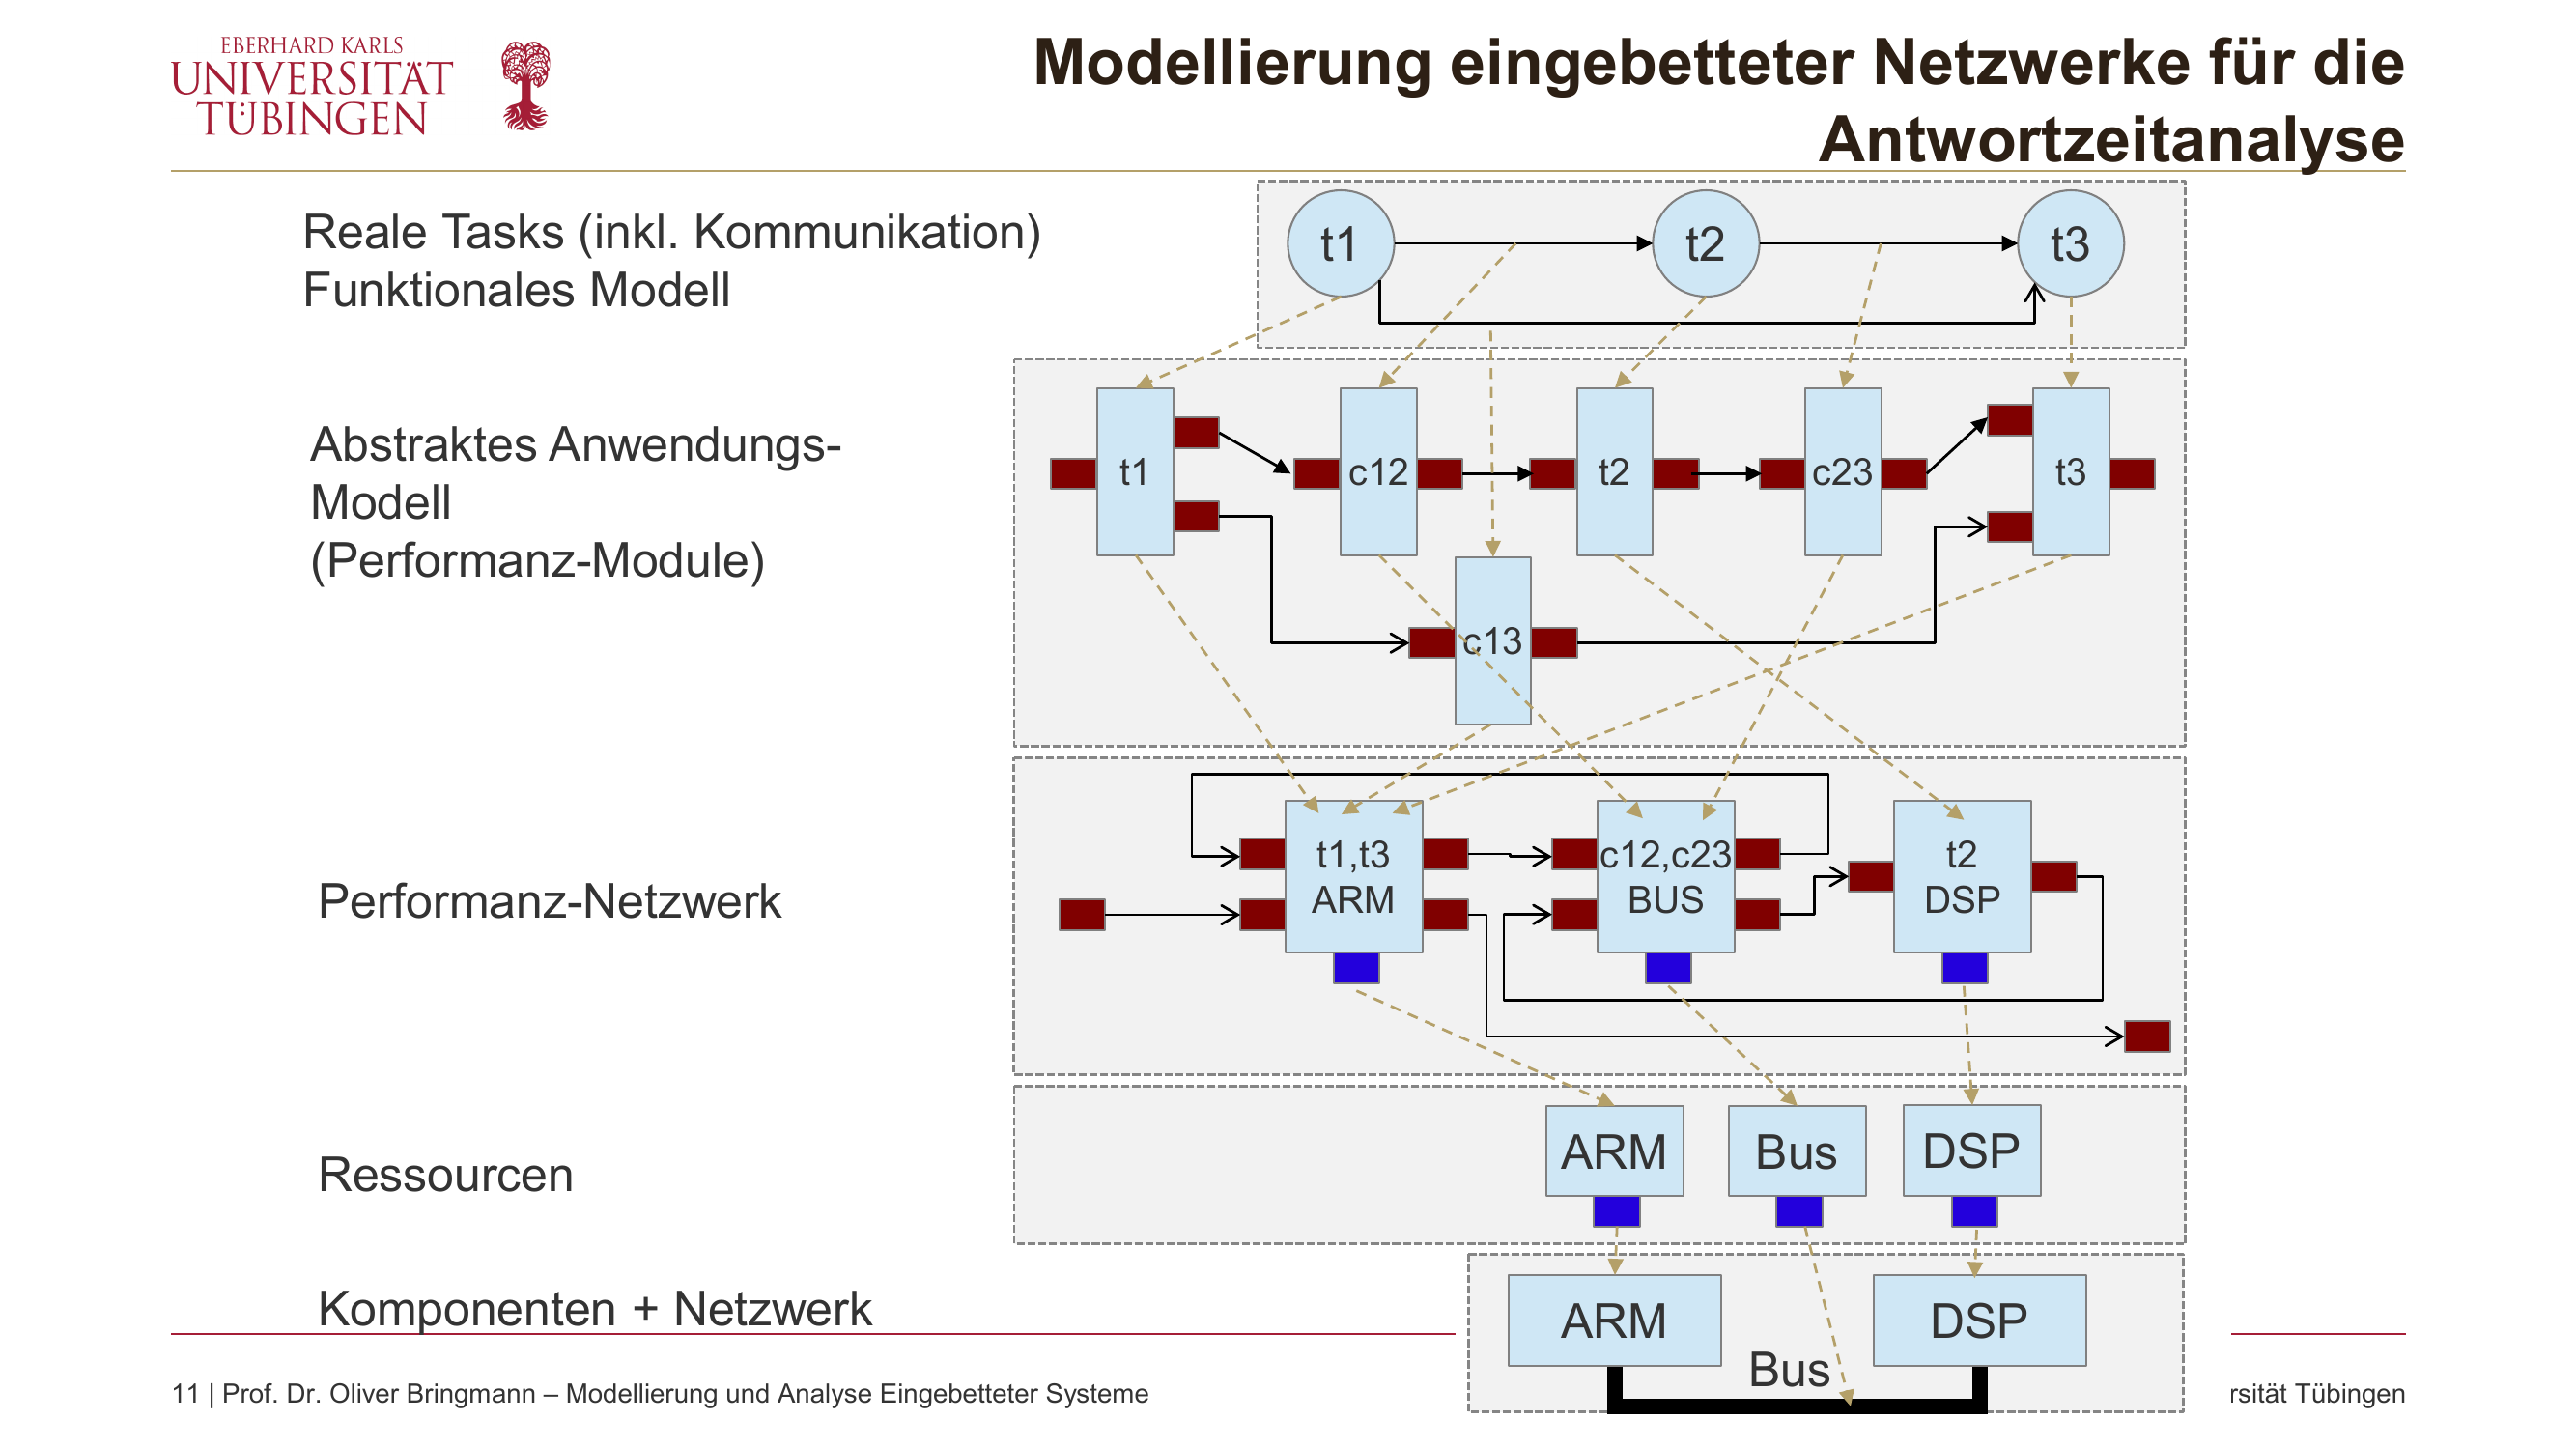 EBERHARD KARLS
UNIVERSITÄT
TÜBINGEN
Modellierung eingebetteter Netzwerke für die
Antwortzeitanalyse
Reale Tasks (inkl. Kommunikation)
Funktionales Modell
t1
t2
t3
Abstraktes Anwendungs-
Modell
(Performanz-Module)
t1
c12
t2
c23
t3
c13
Performanz-Netzwerk
t1,t3
ARM
c12,c23
BUS
t2
DSP
Ressourcen
ARM
Bus
DSP
Komponenten + Netzwerk
ARM
DSP
Bus
11 | Prof. Dr. Oliver Bringmann – Modellierung und Analyse Eingebetteter Systeme
rsität Tübingen